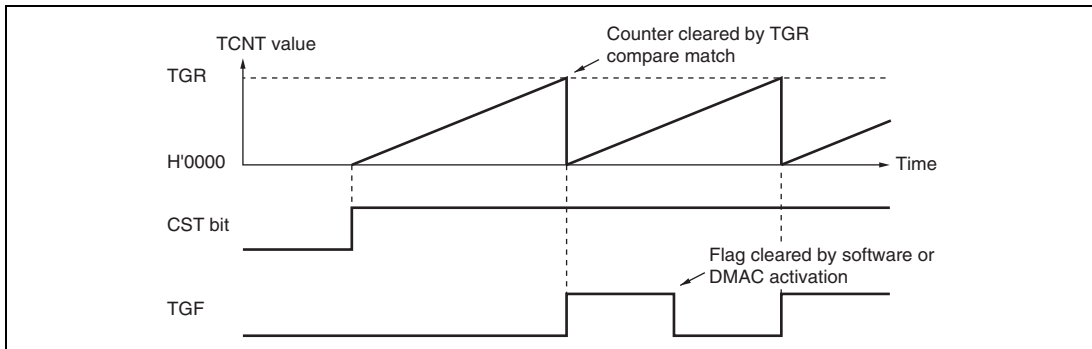 Counter cleared by TGR
compare match
TCNT value
TGR
H'0000
Time
CST bit
Flag cleared by software or
DMAC activation
TGF